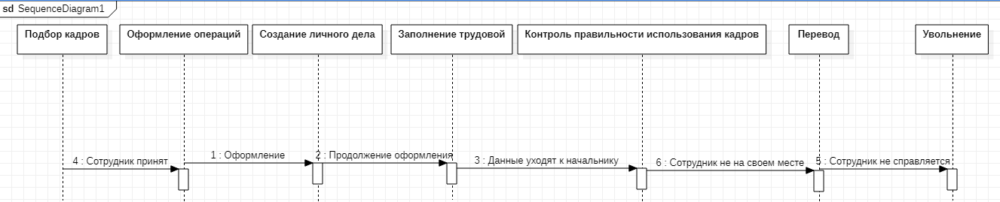 sd SequenceDiagram1
Подбор кадров
Оформление операций
Создание личного дела
Заполнение трудовой
Контроль правильности использования кадров
Перевод
Увольнение
4 : Сотрудник принят
1 : Оформление
2 : Продолжение оформления
3 : Данные уходят к начальнику
6 : Сотрудник не на своем месте
5 : Сотрудник не справляется